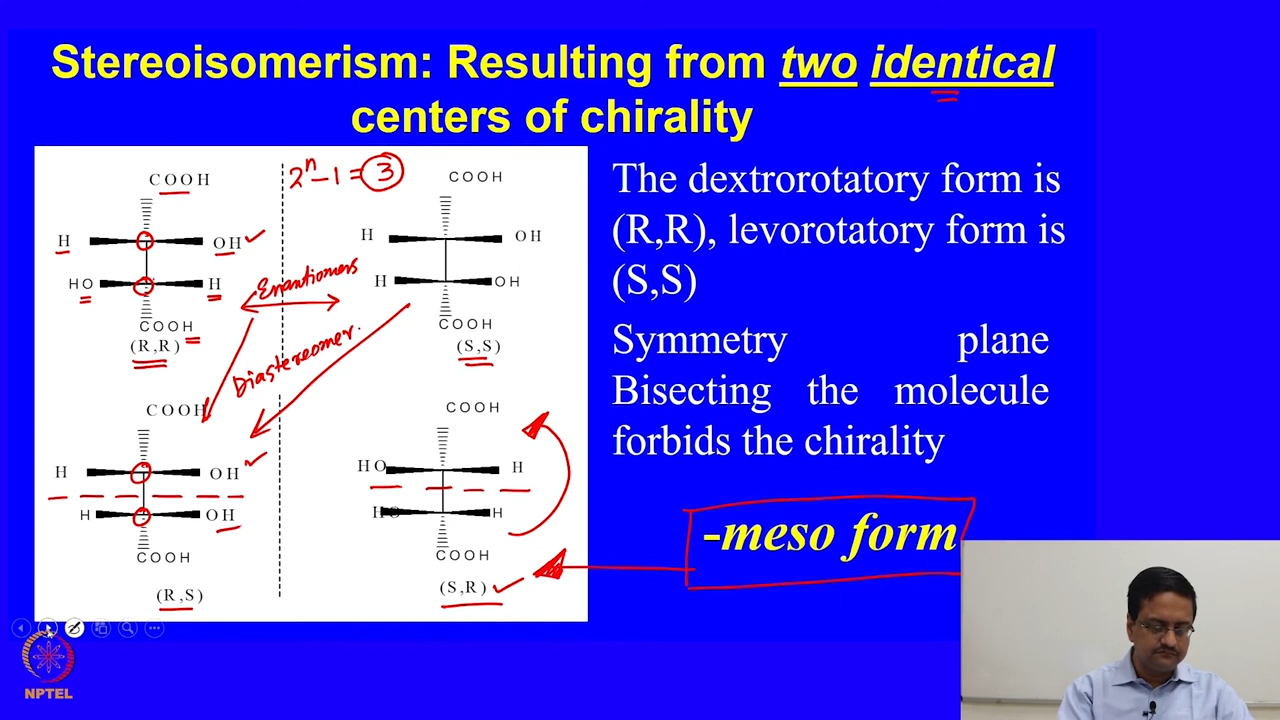 Stereoisomerism: Resulting from two identical
centers of chirality
COOH
H OH
HO H
COOH
(R,R)
2^n-1=3
COOH
H OH
H OH
COOH
(S,S)
Enantiomers
Diastereomer.
COOH
H OH
H OH
COOH
(R,S)
COOH
HO H
HO H
COOH
(S,R)
The dextrorotatory form is
(R,R), levorotatory form is
(S,S)
Symmetry plane
Bisecting the molecule
forbids the chirality
-meso form
NPTEL